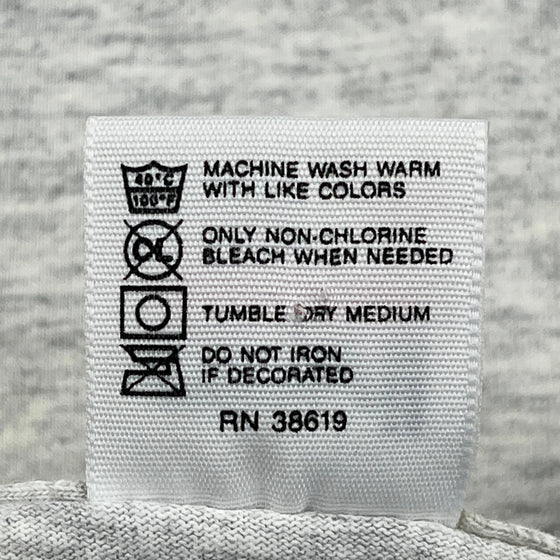 40°C
100°F
MACHINE WASH WARM
WITH LIKE COLORS
CL
ONLY NON-CHLORINE
BLEACH WHEN NEEDED
TUMBLE DRY MEDIUM
DO NOT IRON
IF DECORATED
RN 38619